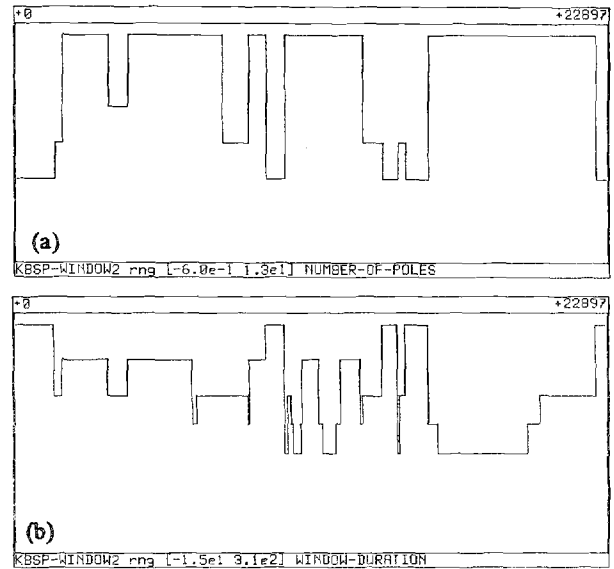 +0 +22897
(a)
KBSP-WINDOW2 rng [-6.0e-1 1.3e1] NUMBER-OF-POLES
+0 +22897
(b)
KBSP-WINDOW2 rng [-1.5e1 3.1e2] WINDOW-DURATION